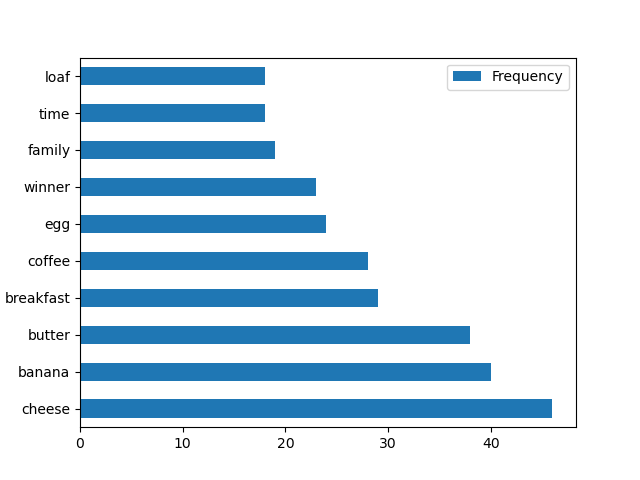 Frequency
loaf
time
family
winner
egg
coffee
breakfast
butter
banana
cheese
0 10 20 30 40